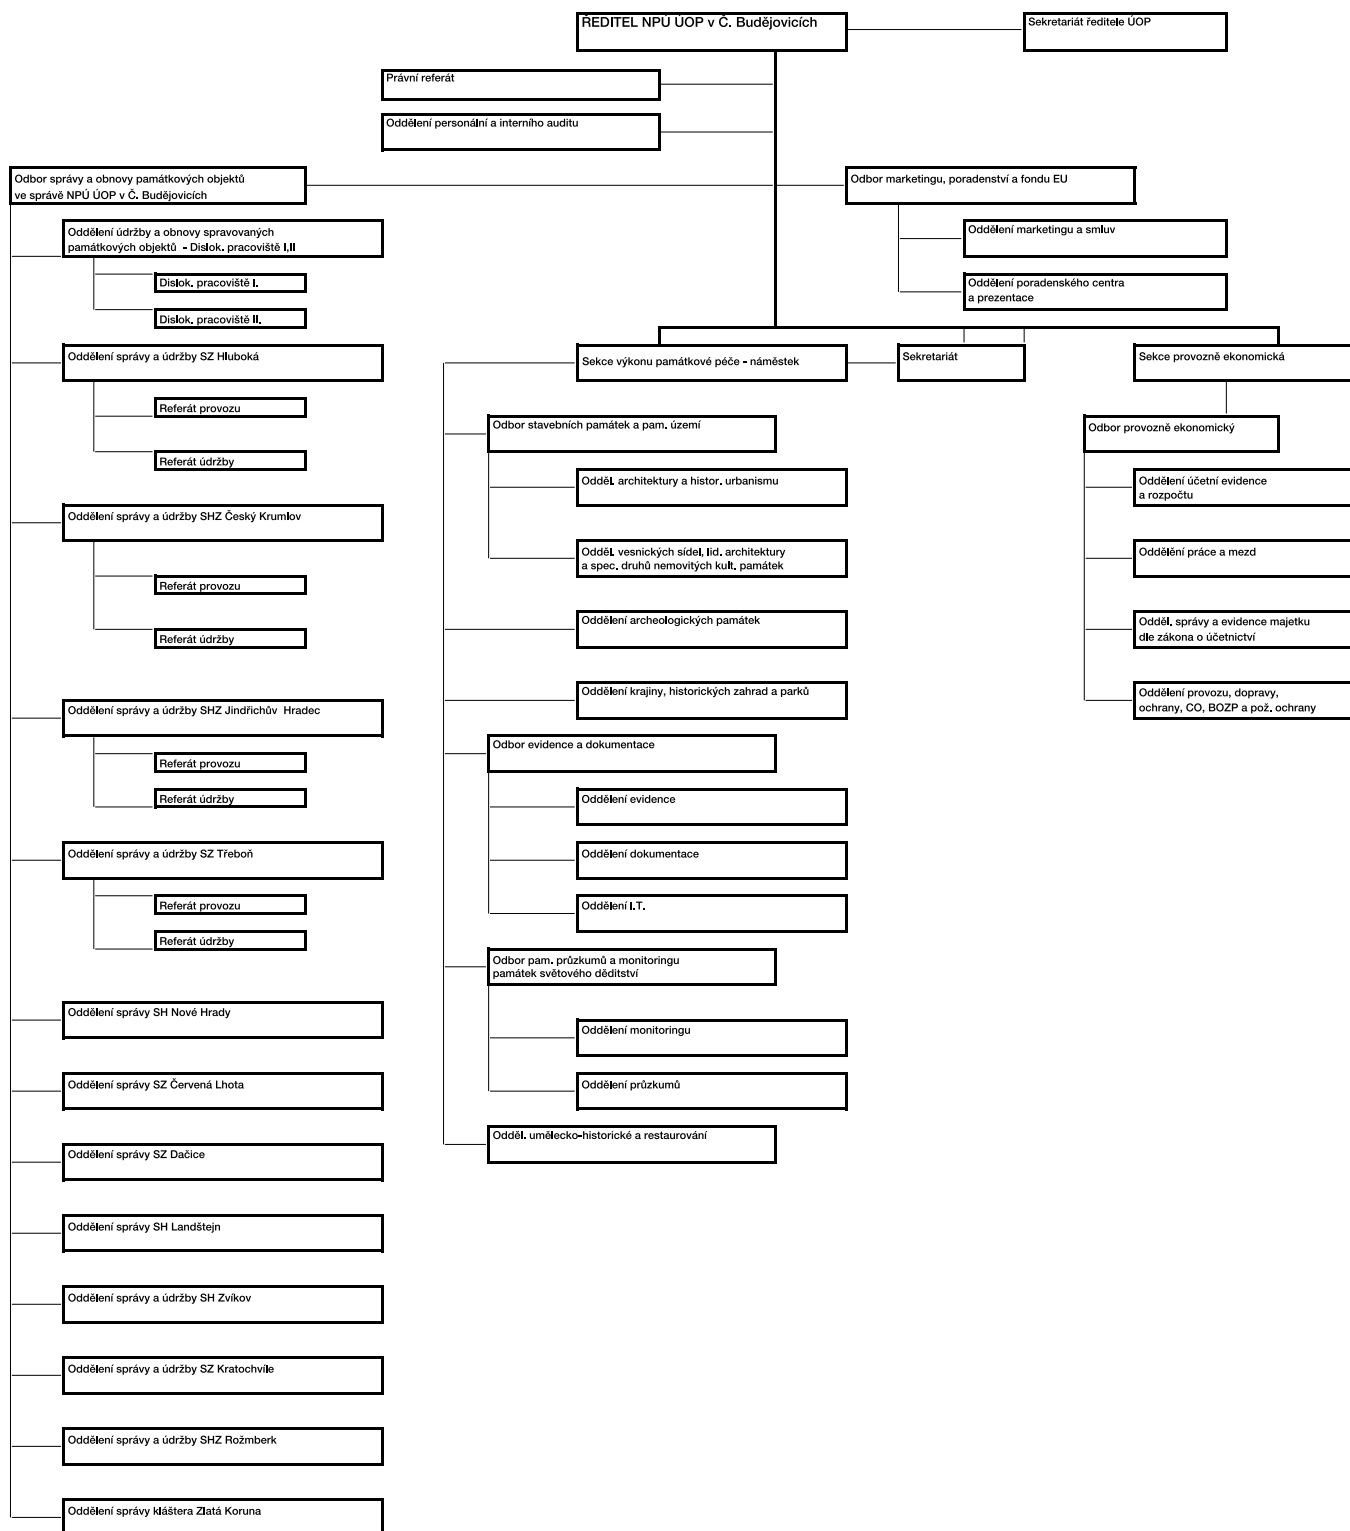 ŘEDITEL NPÚ ÚOP v Č. Budějovicích
Sekretariát ředitele ÚOP
Právní referát
Oddělení personální a interního auditu
Odbor správy a obnovy památkových objektů
ve správě NPÚ ÚOP v Č. Budějovicích
Oddělení údržby a obnovy spravovaných
památkových objektů - Dislok. pracoviště I,II
Dislok. pracoviště I.
Dislok. pracoviště II.
Oddělení správy a údržby SZ Hluboká
Referát provozu
Referát údržby
Oddělení správy a údržby SHZ Český Krumlov
Referát provozu
Referát údržby
Oddělení správy a údržby SHZ Jindřichův Hradec
Referát provozu
Referát údržby
Oddělení správy a údržby SZ Třeboň
Referát provozu
Referát údržby
Oddělení správy SH Nové Hrady
Oddělení správy SZ Červená Lhota
Oddělení správy SZ Dačice
Oddělení správy SH Landštejn
Oddělení správy a údržby SH Zvíkov
Oddělení správy a údržby SZ Kratochvíle
Oddělení správy a údržby SHZ Rožmberk
Oddělení správy kláštera Zlatá Koruna
Odbor marketingu, poradenství a fondu EU
Oddělení marketingu a smluv
Oddělení poradenského centra
a prezentace
Sekce výkonu památkové péče - náměstek
Sekretariát
Odbor stavebních památek a pam. území
Odděl. architektury a histor. urbanismu
Odděl. vesnických sídel, lid. architektury
a spec. druhů nemovitých kult. památek
Oddělení archeologických památek
Oddělení krajiny, historických zahrad a parků
Odbor evidence a dokumentace
Oddělení evidence
Oddělení dokumentace
Oddělení I.T.
Odbor pam. průzkumů a monitoringu
památek světového děditství
Oddělení monitoringu
Oddělení průzkumů
Odděl. umělecko-historické a restaurování
Sekce provozně ekonomická
Odbor provozně ekonomický
Oddělení účetní evidence
a rozpočtu
Oddělění práce a mezd
Odděl. správy a evidence majetku
dle zákona o účetnictví
Oddělení provozu, dopravy,
ochrany, CO, BOZP a pož. ochrany